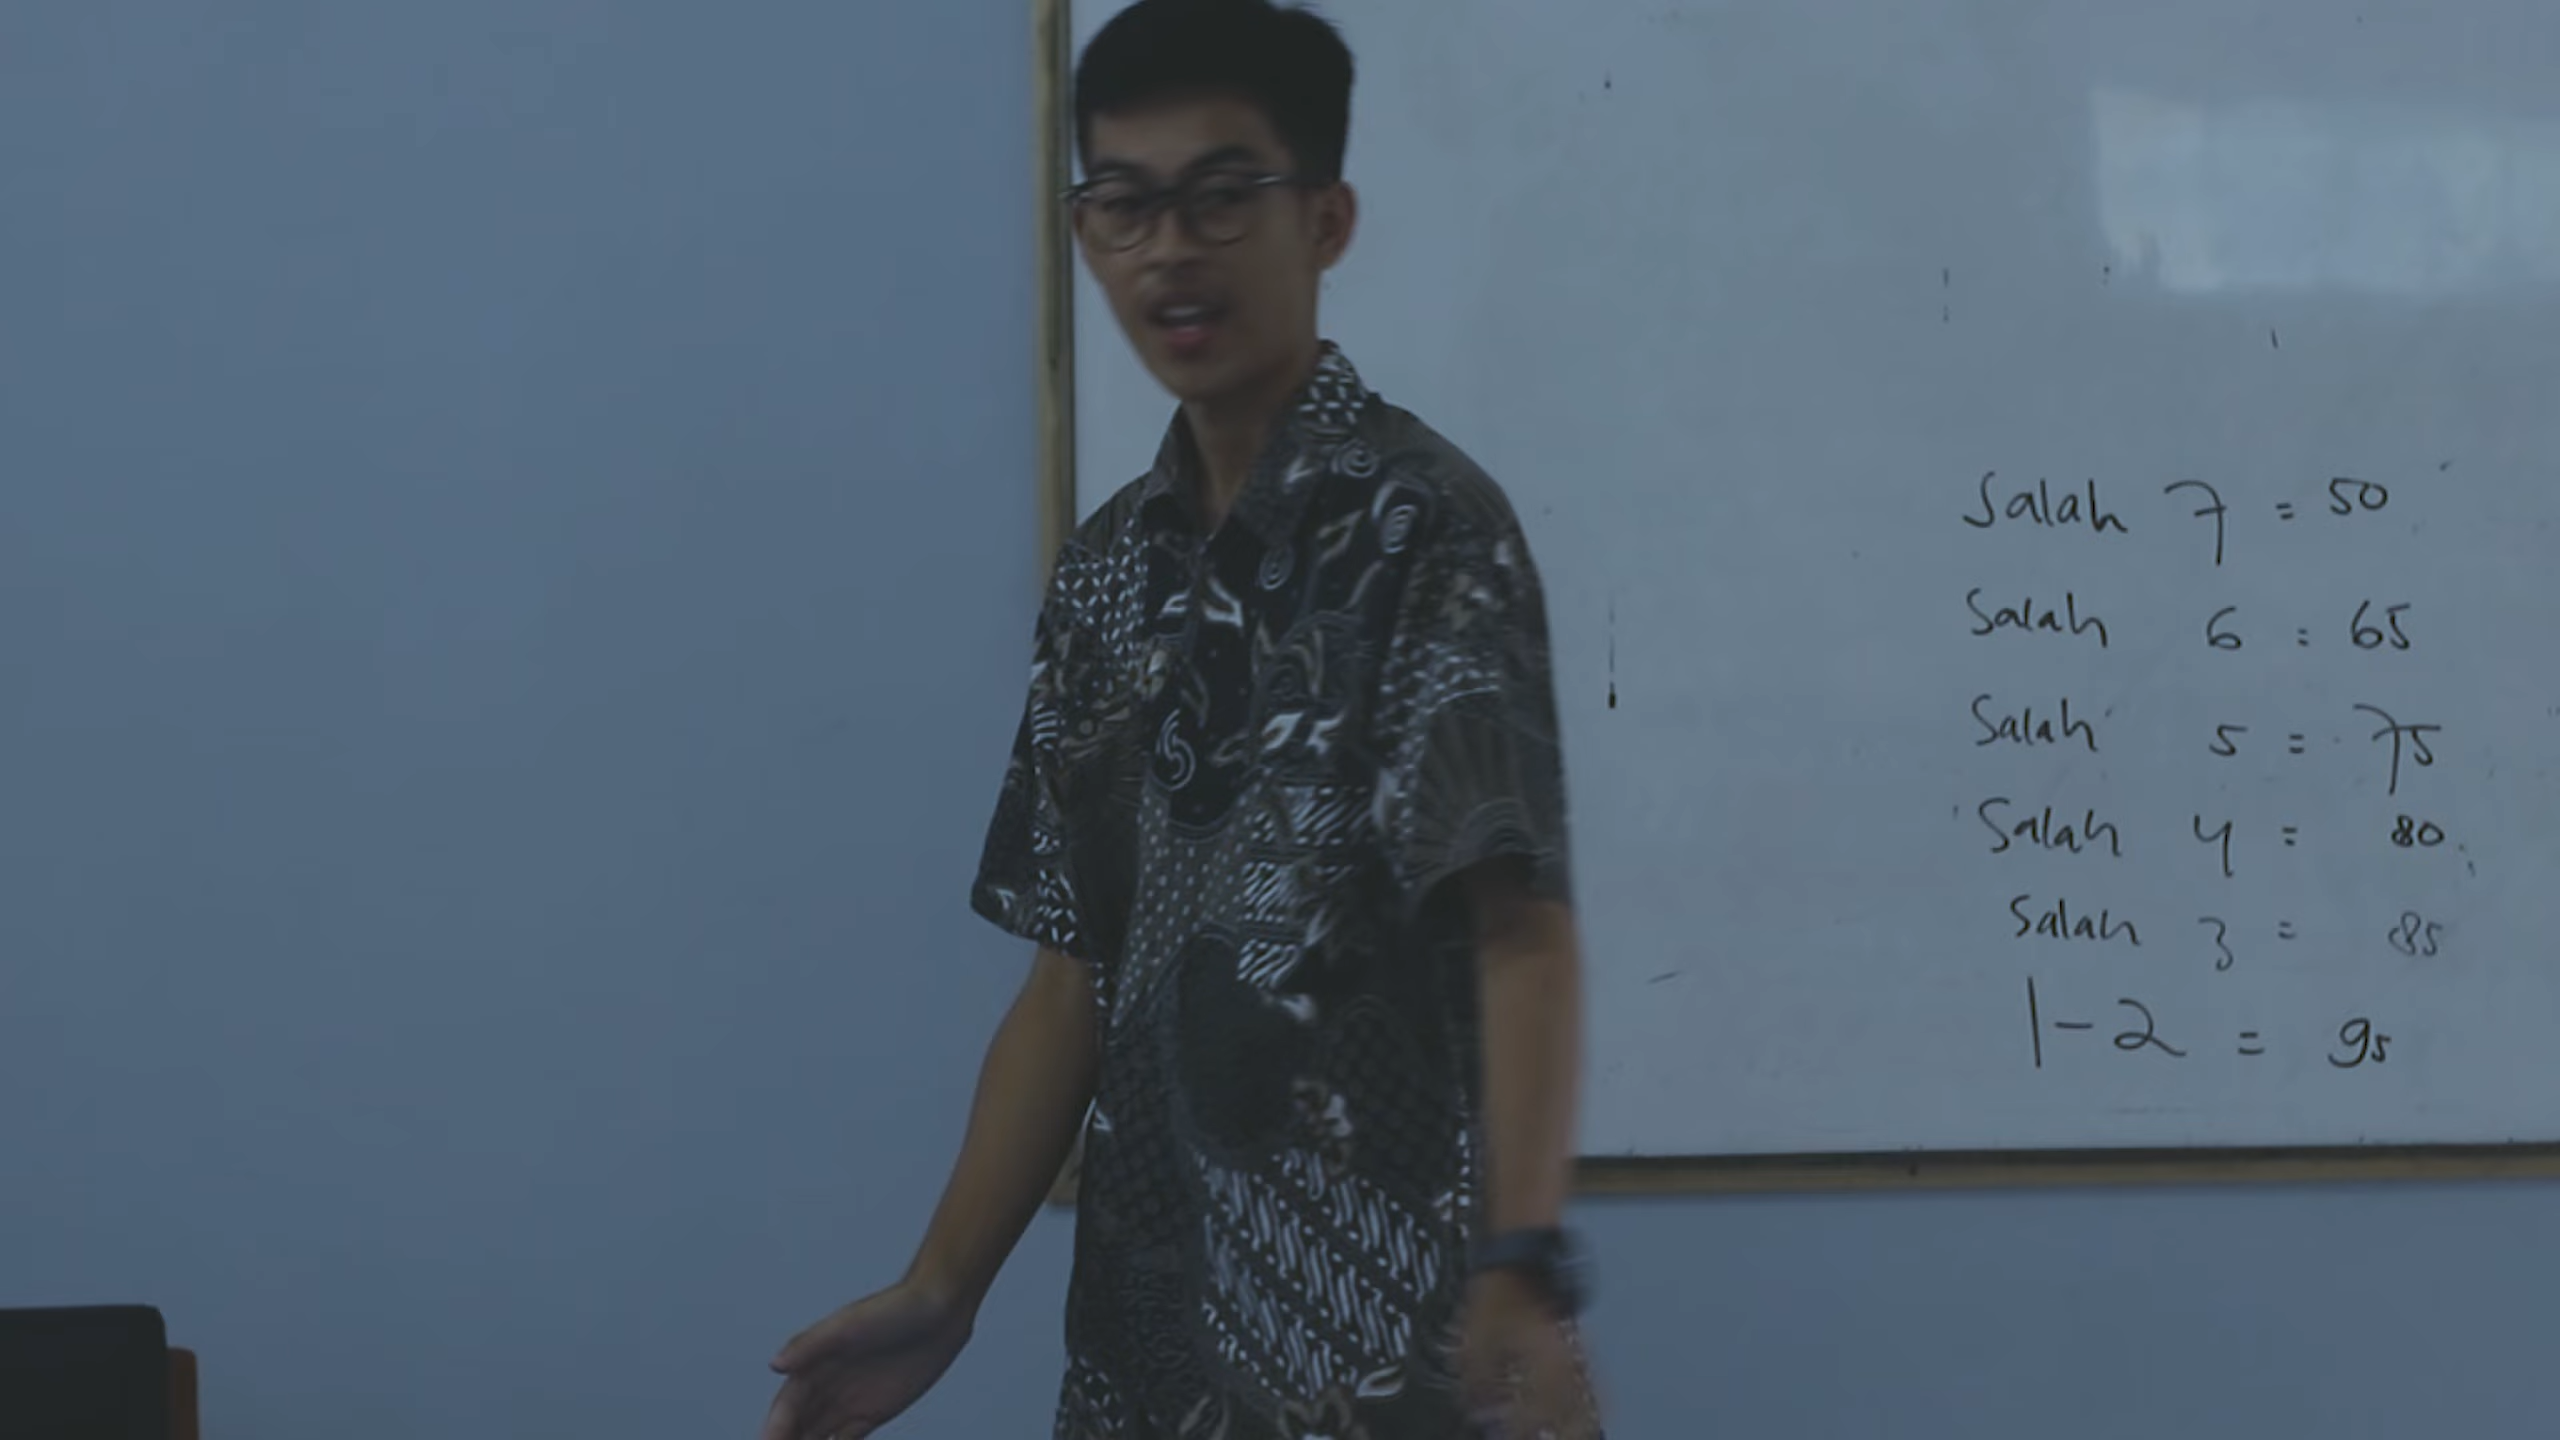 Salah 7 = 50
Salah 6 = 65
Salah 5 = 75
Salah 4 = 80
Salah 3 = 85
1-2 = 95